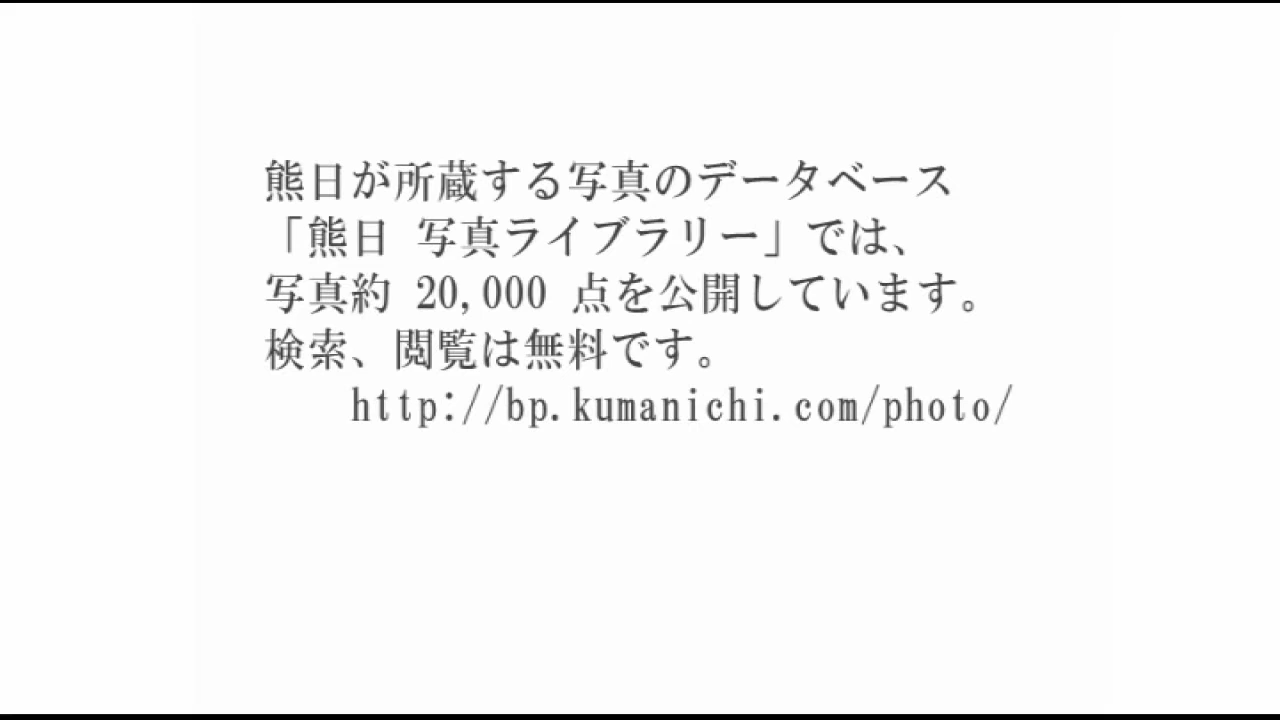 熊日が所蔵する写真のデータベース
「熊日 写真ライブラリー」では、
写真約 20,000 点を公開しています。
検索、閲覧は無料です。
http://bp.kumanichi.com/photo/